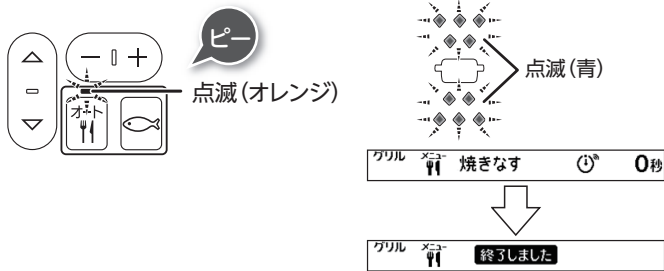 ピー
点滅（オレンジ）
オート
点滅（青）
グリル メニュー 焼きなす 0秒
グリル メニュー 終了しました